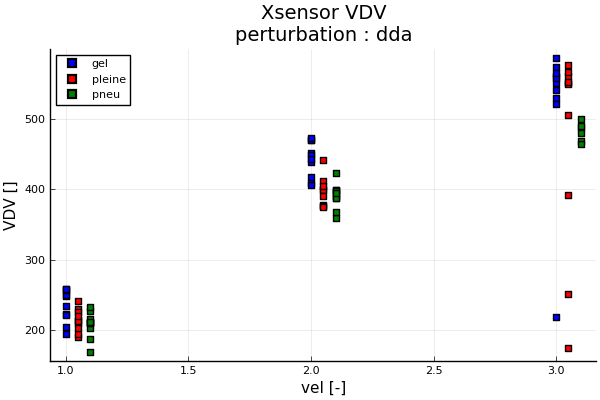 Xsensor VDV
perturbation : dda
gel
pleine
pneu
500
400
300
200
VDV []
1.0
1.5
2.0
2.5
3.0
vel [-]